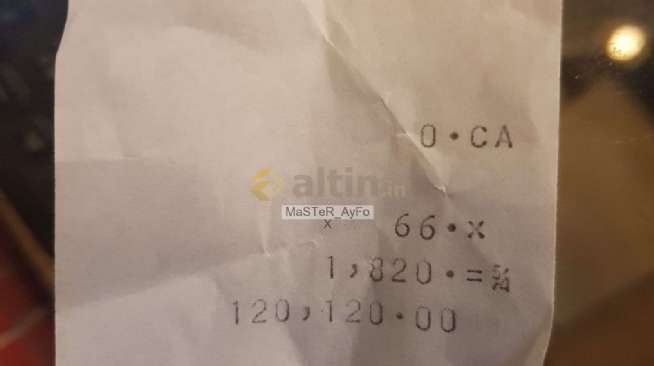 0·CA
altin.in
MaSTeR_AyFo
x 66·x
1,820·=
120,120·00